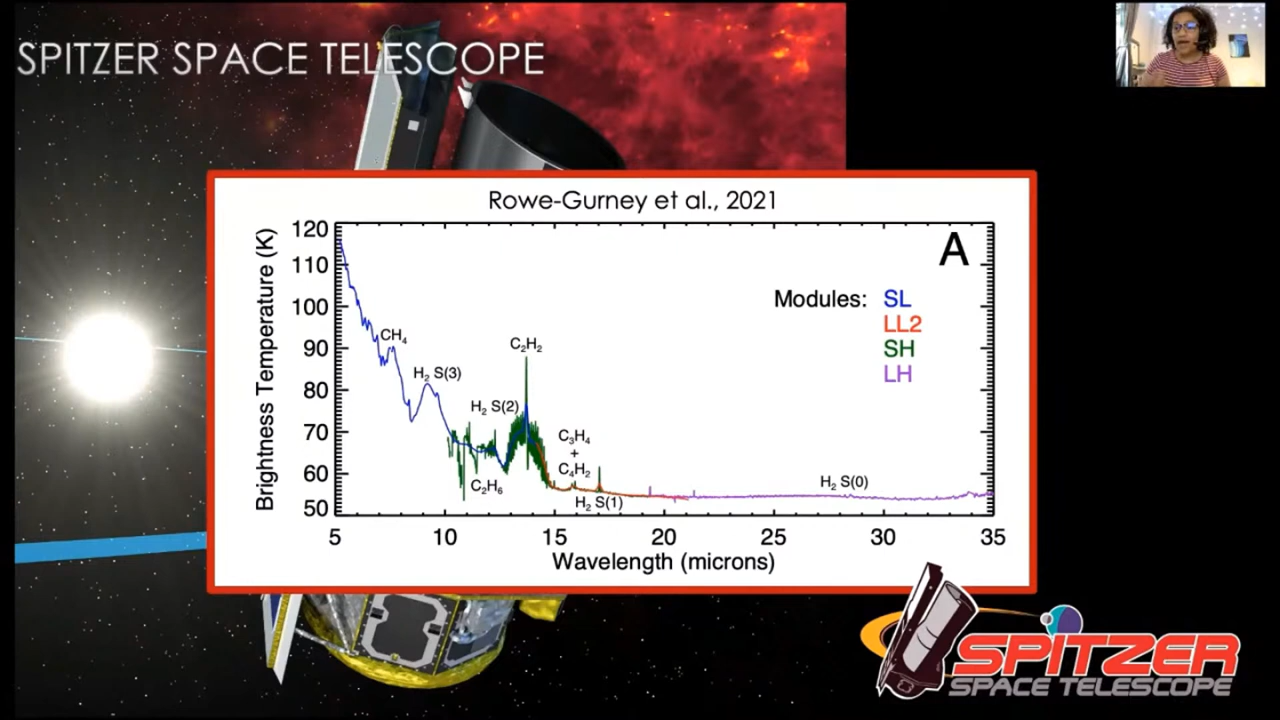 SPITZER SPACE TELESCOPE
Rowe-Gurney et al., 2021
A
Brightness Temperature (K)
120
110
100
90
80
70
60
50
CH₄
H₂ S(3)
H₂ S(2)
C₂H₆
C₂H₂
C₃H₄
+
C₄H₂
H₂ S(1)
H₂ S(0)
Modules: SL
LL2
SH
LH
5 10 15 20 25 30 35
Wavelength (microns)
SPITZER
SPACE TELESCOPE